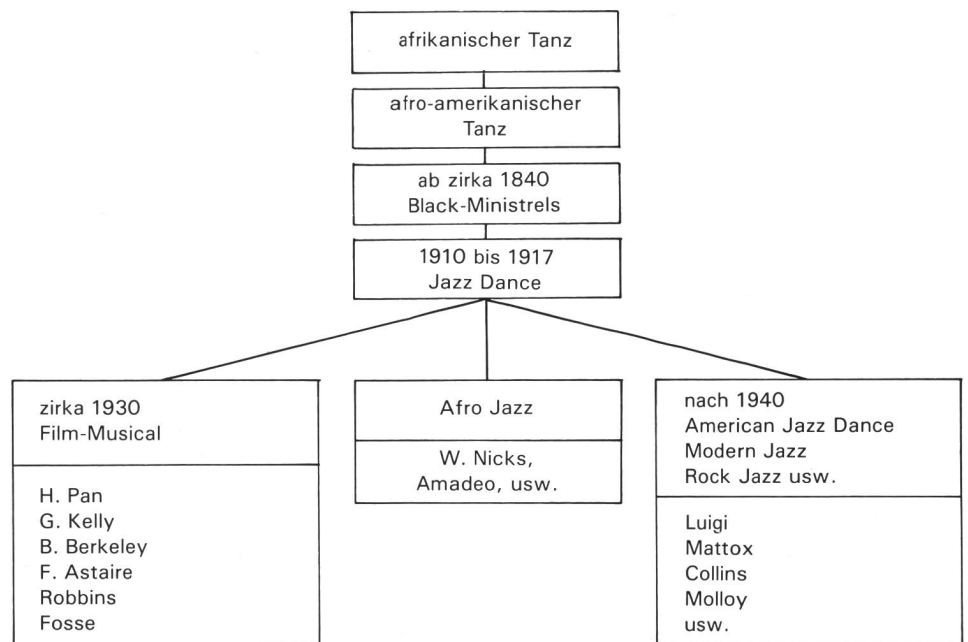 afrikanischer Tanz
afro-amerikanischer
Tanz
ab zirka 1840
Black-Ministrels
1910 bis 1917
Jazz Dance
zirka 1930
Film-Musical
H. Pan
G. Kelly
B. Berkeley
F. Astaire
Robbins
Fosse
Afro Jazz
W. Nicks,
Amadeo, usw.
nach 1940
American Jazz Dance
Modern Jazz
Rock Jazz usw.
Luigi
Mattox
Collins
Molloy
usw.